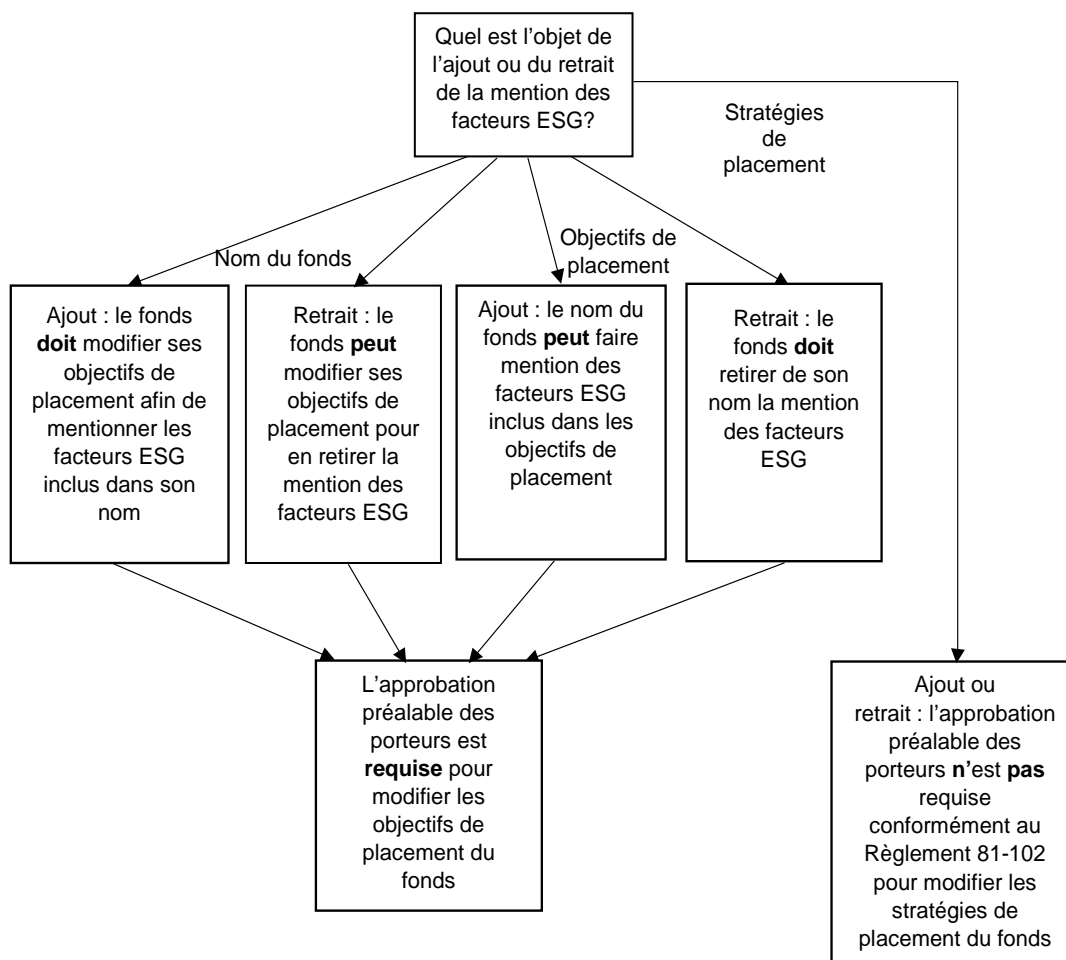 Quel est l'objet de
l'ajout ou du retrait
de la mention des
facteurs ESG?
Stratégies
de
placement
Nom du fonds
Objectifs de
placement
Ajout : le fonds
doit modifier ses
objectifs de
placement afin de
mentionner les
facteurs ESG
inclus dans son
nom
Retrait : le
fonds peut
modifier ses
objectifs de
placement pour
en retirer la
mention des
facteurs ESG
Ajout : le nom du
fonds peut faire
mention des
facteurs ESG
inclus dans les
objectifs de
placement
Retrait : le
fonds doit
retirer de son
nom la mention
des facteurs
ESG
L'approbation
préalable des
porteurs est
requise pour
modifier les
objectifs de
placement du
fonds
Ajout ou
retrait : l'approbation
préalable des
porteurs n'est pas
requise
conformément au
Règlement 81-102
pour modifier les
stratégies de
placement du fonds